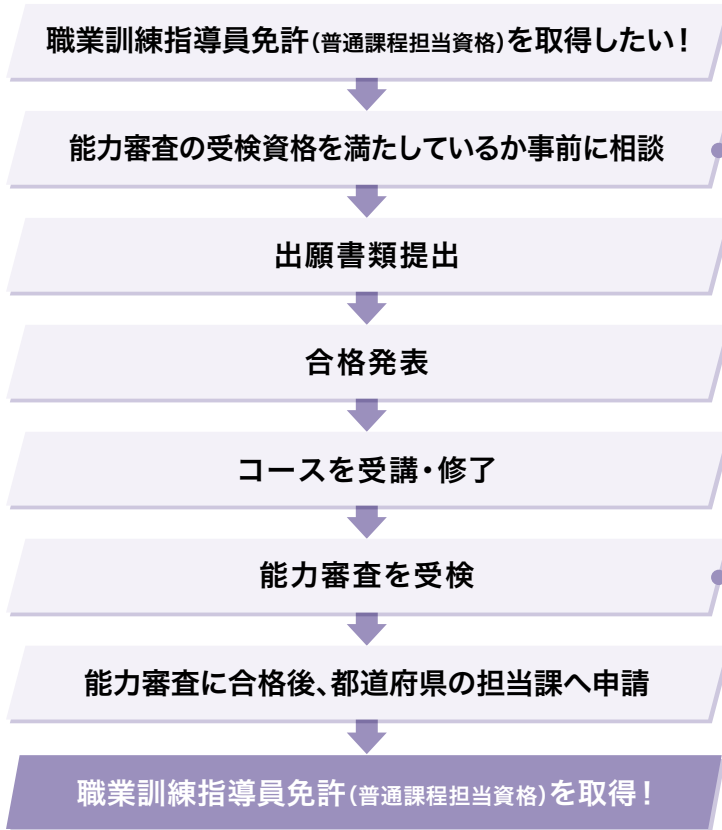 職業訓練指導員免許(普通課程担当資格)を取得したい！
能力審査の受検資格を満たしているか事前に相談
出願書類提出
合格発表
コースを受講・修了
能力審査を受検
能力審査に合格後、都道府県の担当課へ申請
職業訓練指導員免許(普通課程担当資格)を取得！